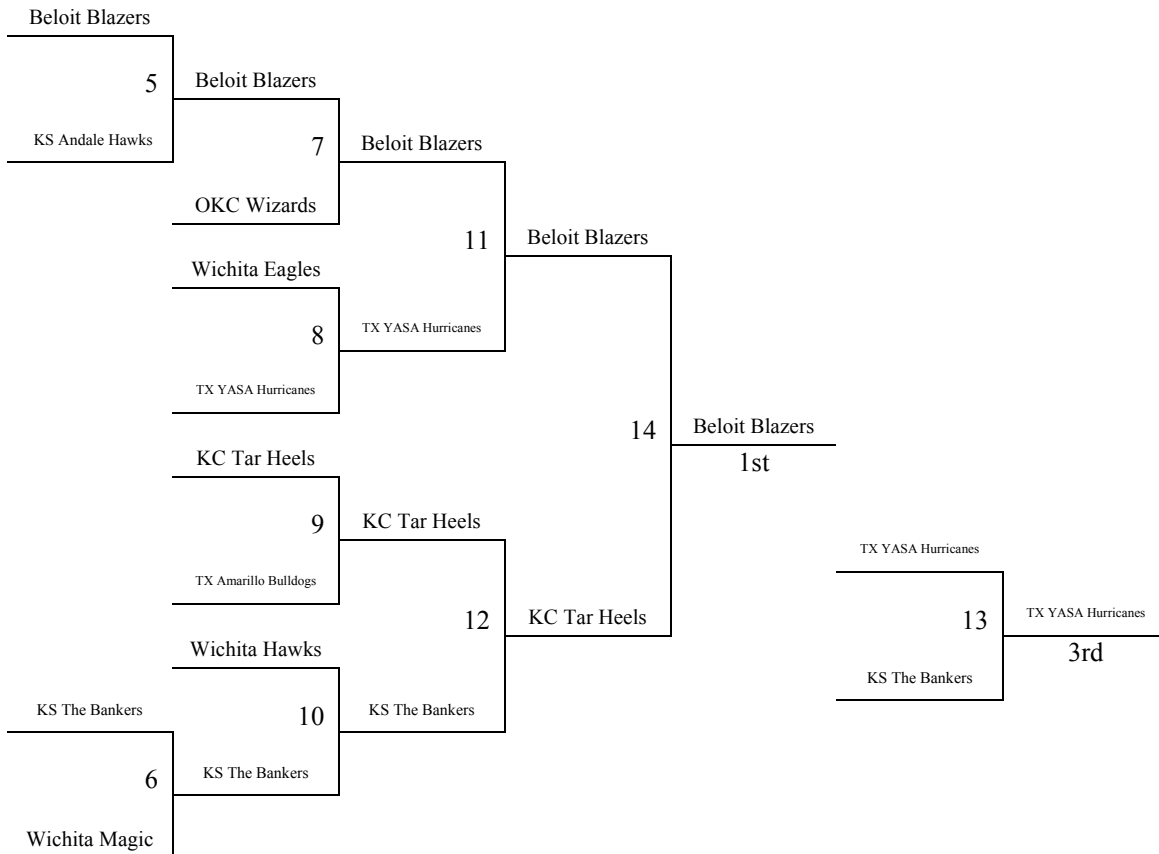 Beloit Blazers
5
Beloit Blazers
KS Andale Hawks
7
Beloit Blazers
OKC Wizards
11
Beloit Blazers
Wichita Eagles
8
TX YASA Hurricanes
TX YASA Hurricanes
14
Beloit Blazers
1st
KC Tar Heels
9
KC Tar Heels
TX Amarillo Bulldogs
12
KC Tar Heels
TX YASA Hurricanes
13
TX YASA Hurricanes
3rd
KS The Bankers
Wichita Hawks
KS The Bankers
10
KS The Bankers
6
KS The Bankers
Wichita Magic